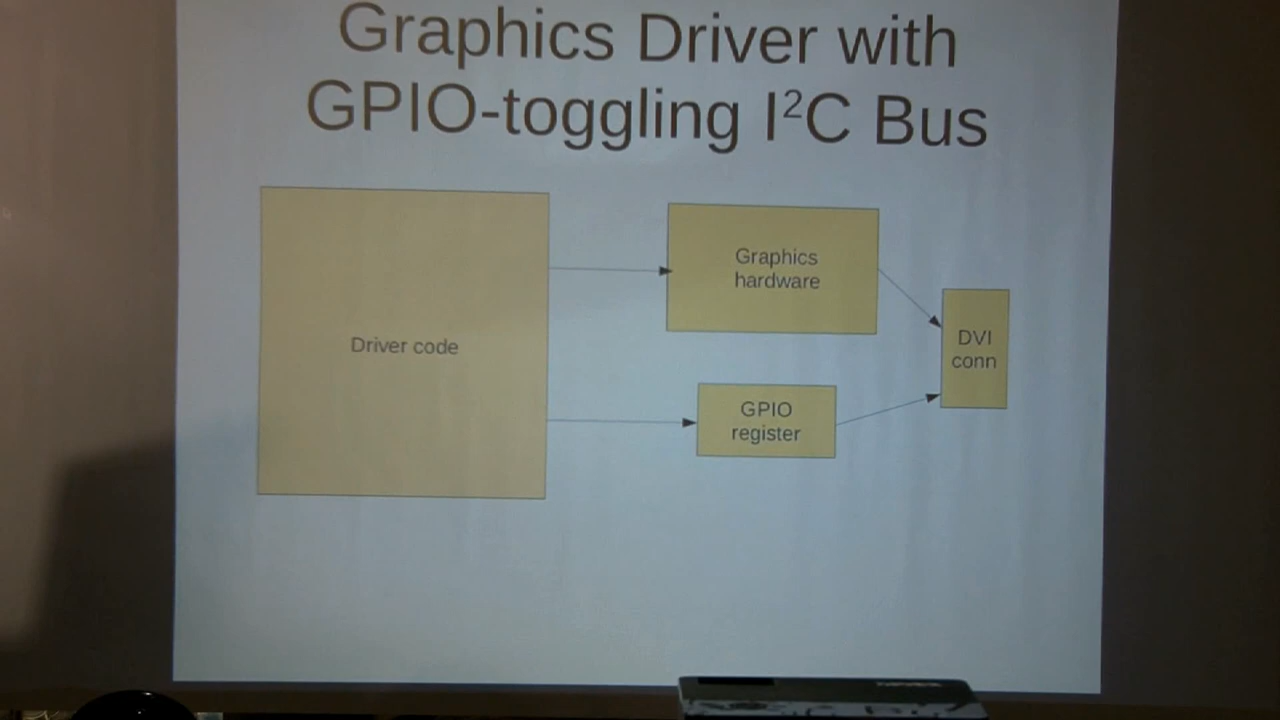 Graphics Driver with
GPIO-toggling I²C Bus
Driver code
Graphics
hardware
GPIO
register
DVI
conn